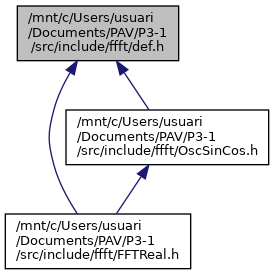 /mnt/c/Users/usuari
/Documents/PAV/P3-1
/src/include/ffft/def.h
/mnt/c/Users/usuari
/Documents/PAV/P3-1
/src/include/ffft/OscSinCos.h
/mnt/c/Users/usuari
/Documents/PAV/P3-1
/src/include/ffft/FFTReal.h